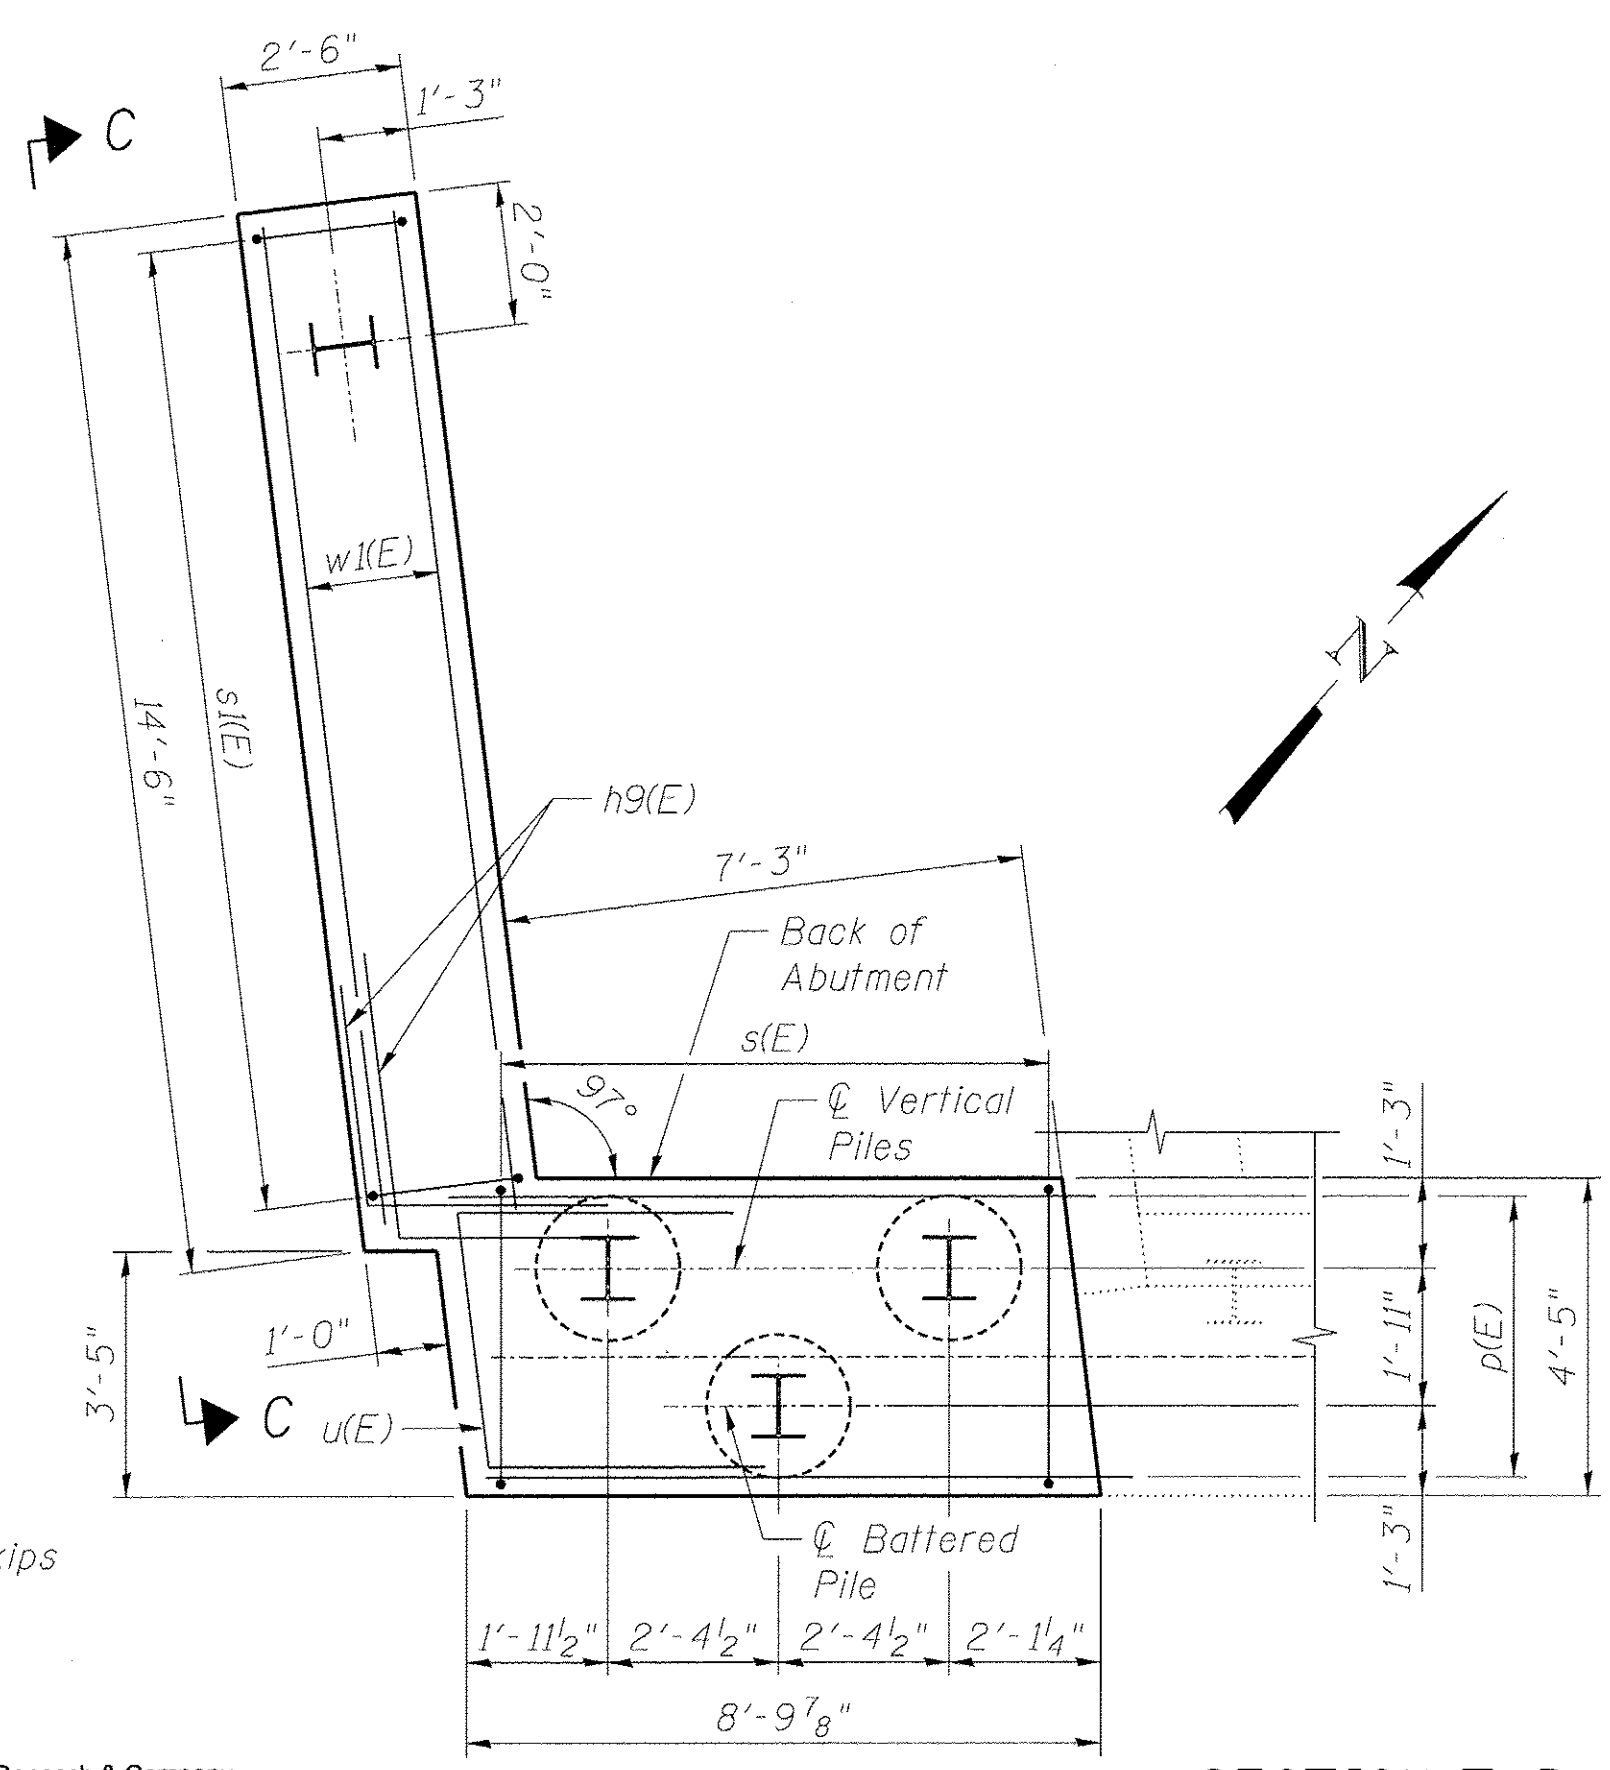 2'-6"
1'-3"
C
2'-0"
w1(E)
14'-6"
s1(E)
N
h9(E)
7'-3"
Back of
Abutment
s(E)
97°
℄ Vertical
Piles
1'-3"
1'-11"
p(E)
4'-5"
1'-3"
1'-0"
3'-5"
C
u(E)
℄ Battered
Pile
kips
1'-11½" 2'-4½" 2'-4½" 2'-1¼"
8'-9⅞"
& Company